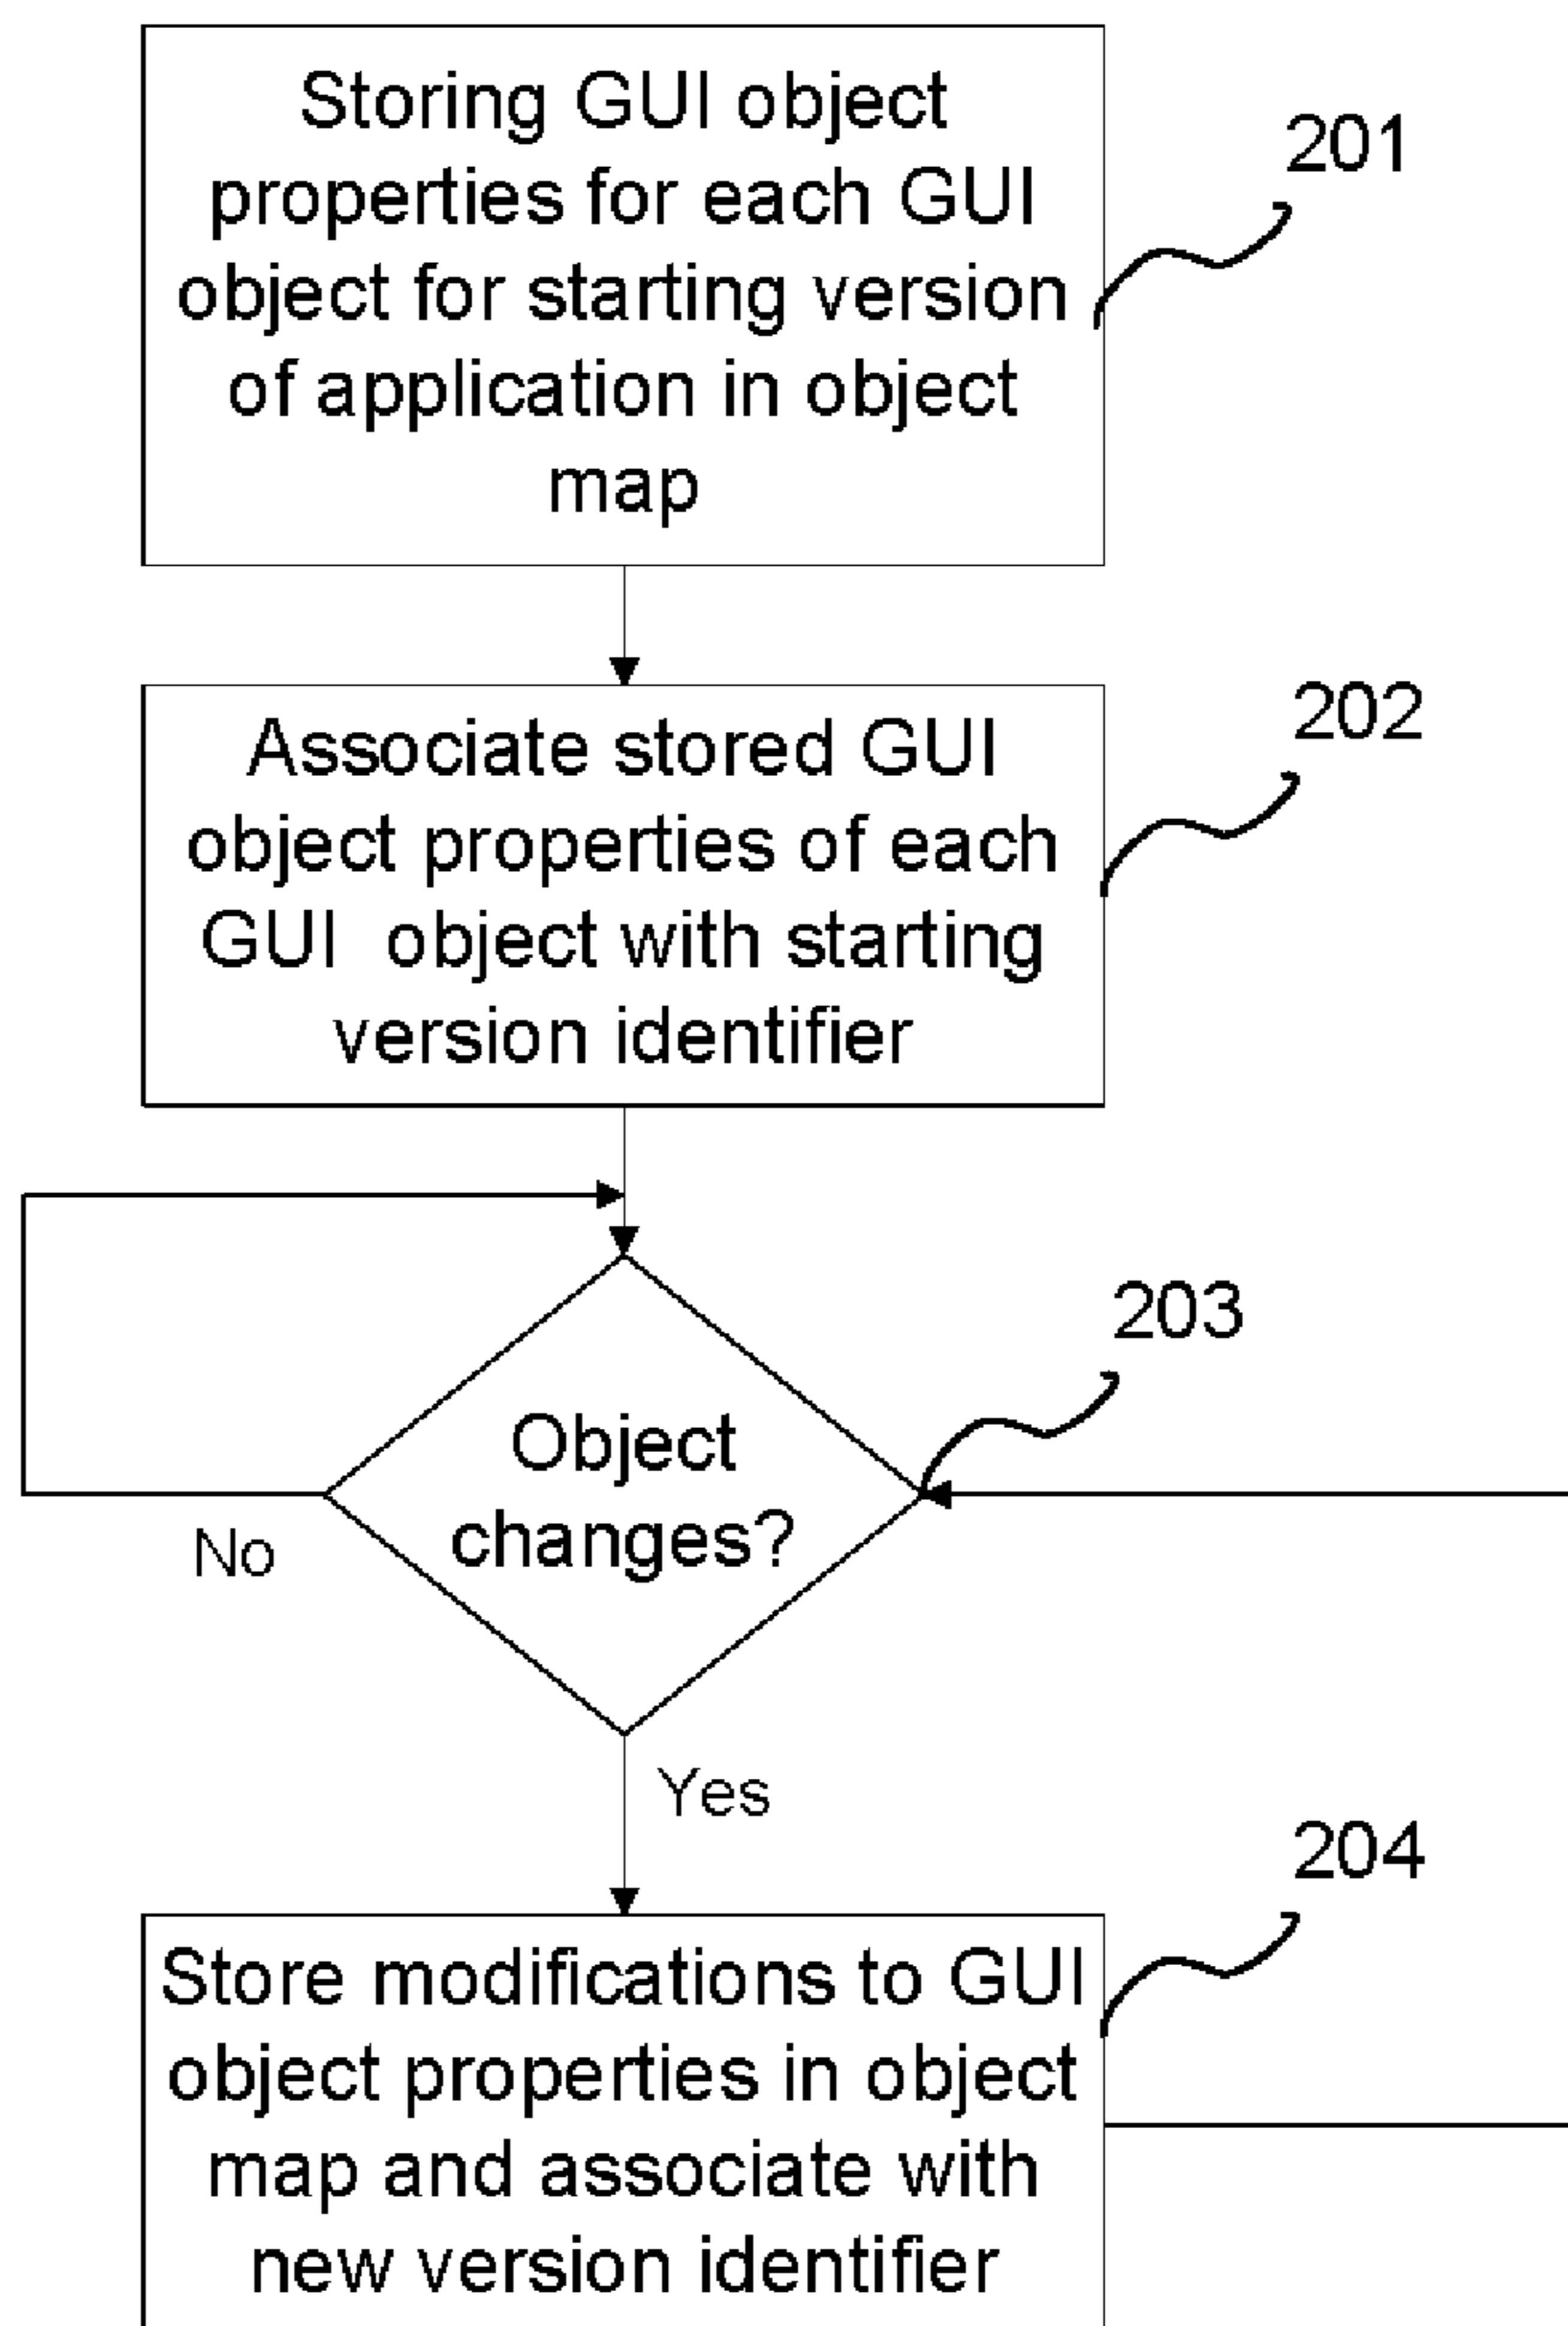 Storing GUI object
properties for each GUI
object for starting version
of application in object
map
201
Associate stored GUI
object properties of each
GUI object with starting
version identifier
202
203
Object
changes?
No
Yes
204
Store modifications to GUI
object properties in object
map and associate with
new version identifier